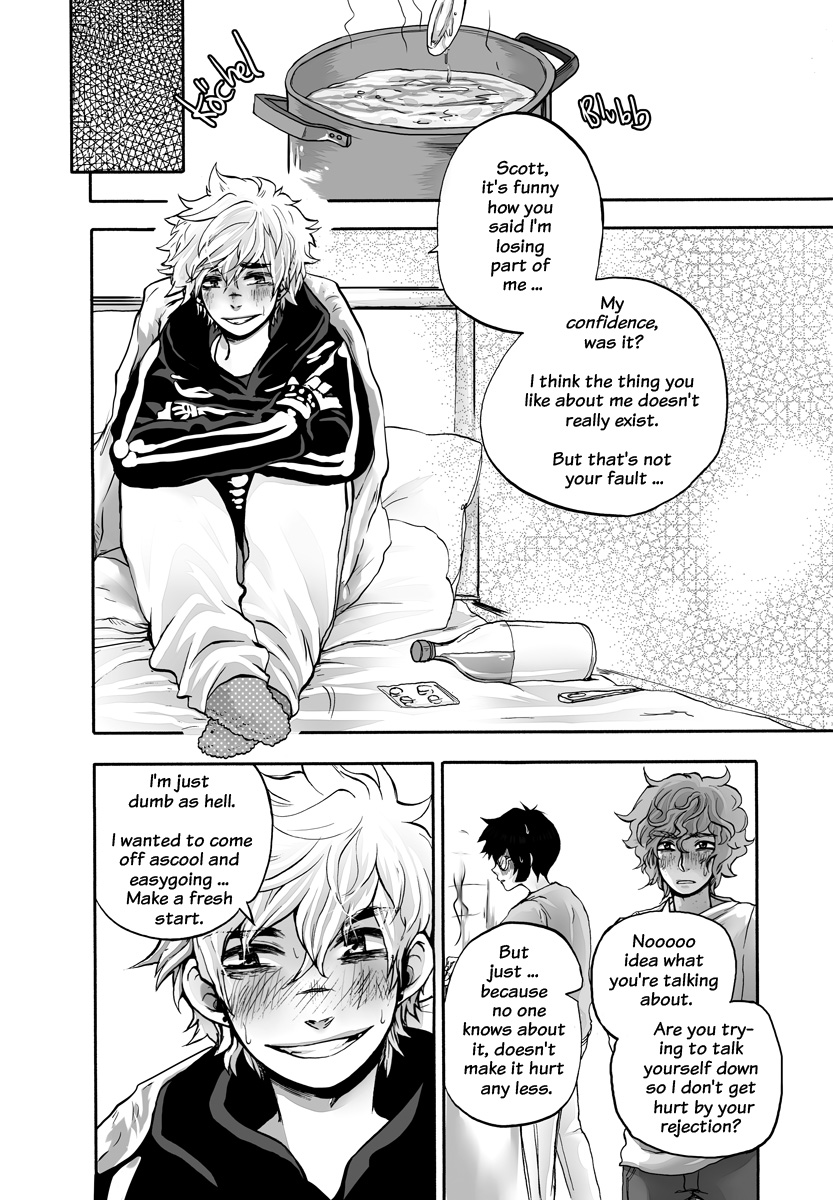 Köchel
Blubb
Scott,
it's funny
how you
said I'm
losing
part of
me ...
My
confidence,
was it?
I think the thing you
like about me doesn't
really exist.
But that's not
your fault ...
I'm just
dumb as hell.
I wanted to come
off ascool and
easygoing ...
Make a fresh
start.
But
just ...
because
no one
knows about
it, doesn't
make it hurt
any less.
Nooooo
idea what
you're talking
about.
Are you try-
ing to talk
yourself down
so I don't get
hurt by your
rejection?